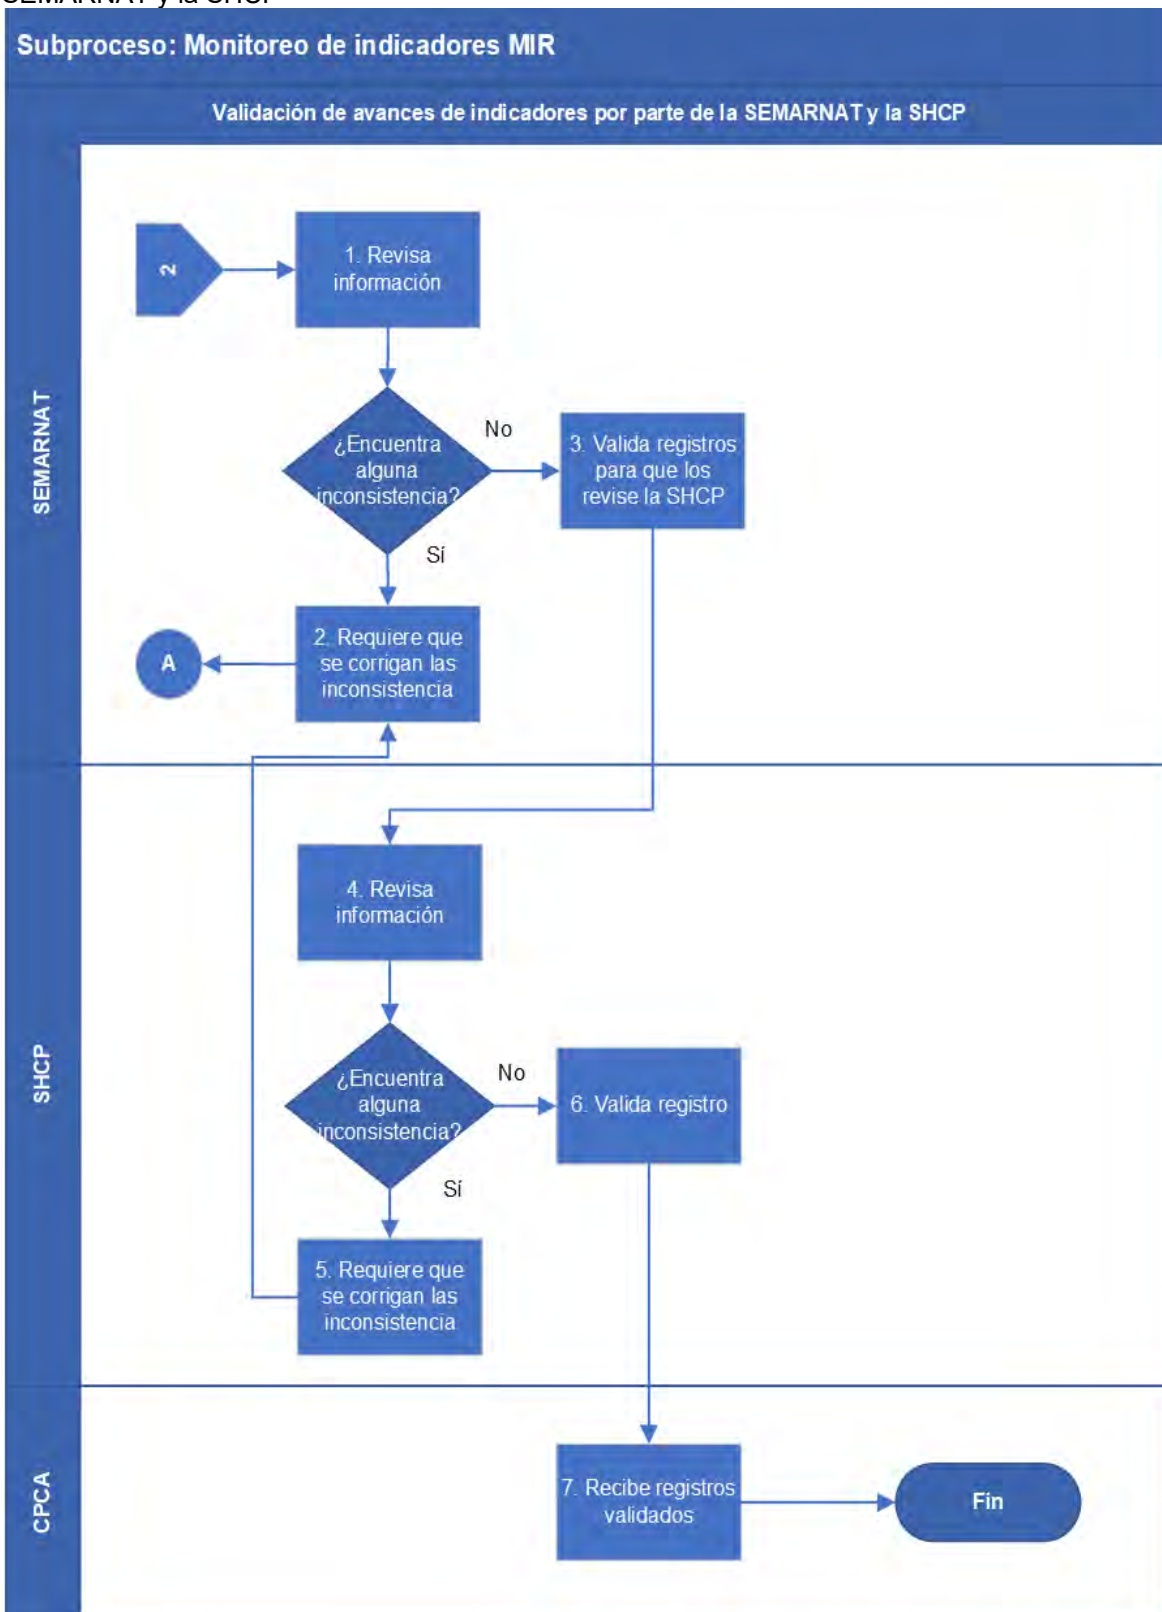 SEMARNAT y la SHCP
Subproceso: Monitoreo de indicadores MIR
Validación de avances de indicadores por parte de la SEMARNAT y la SHCP
SEMARNAT
2
1. Revisa
información
¿Encuentra
alguna
inconsistencia?
No
3. Valida registros
para que los
revise la SHCP
Sí
2. Requiere que
se corrigan las
inconsistencia
A
SHCP
4. Revisa
información
¿Encuentra
alguna
inconsistencia?
No
6. Valida registro
Sí
5. Requiere que
se corrigan las
inconsistencia
CPCA
7. Recibe registros
validados
Fin